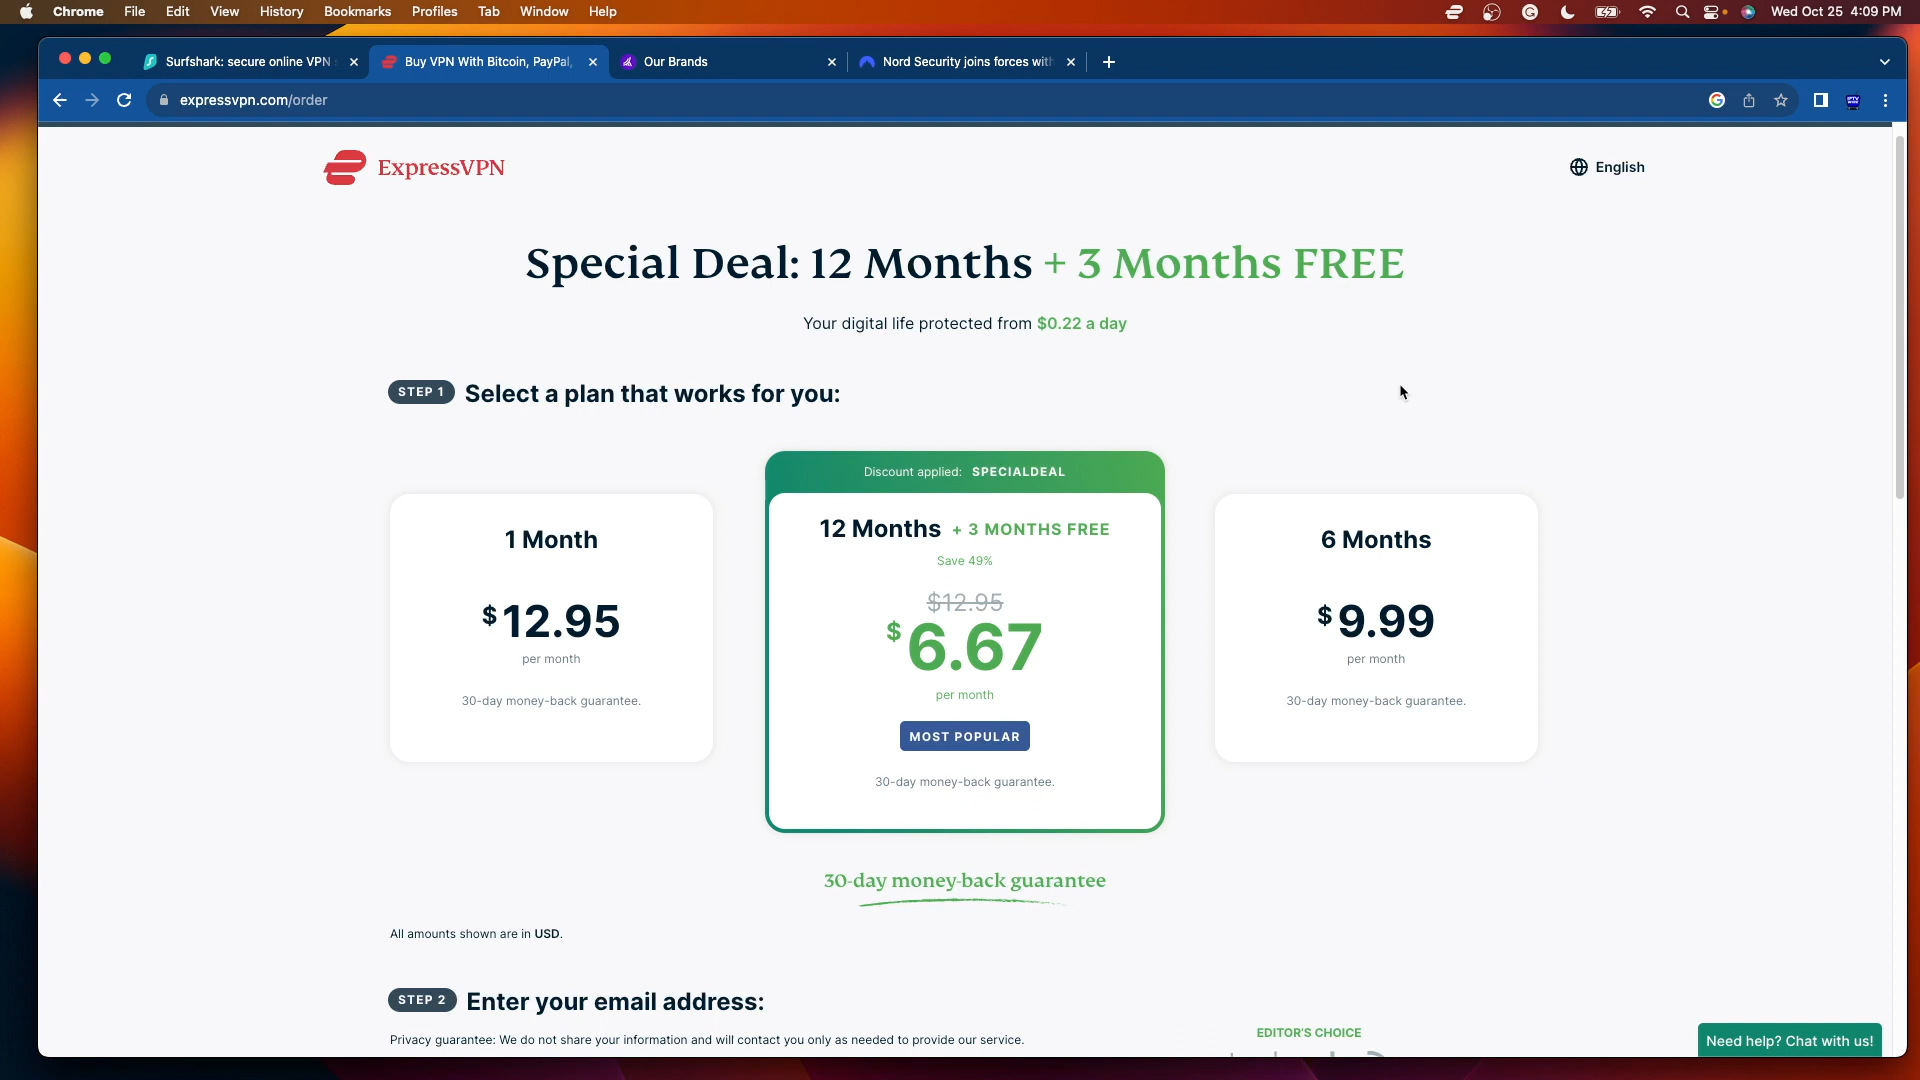 Chrome File Edit View History Bookmarks Profiles Tab Window Help Wed Oct 25 4:09 PM
Surfshark: secure online VPN Buy VPN With Bitcoin, PayPal, Our Brands Nord Security joins forces with
expressvpn.com/order
ExpressVPN
English
Special Deal: 12 Months + 3 Months FREE
Your digital life protected from $0.22 a day
STEP 1 Select a plan that works for you:
1 Month
$12.95
per month
30-day money-back guarantee.
Discount applied: SPECIALDEAL
12 Months + 3 MONTHS FREE
Save 49%
$12.95
$6.67
per month
MOST POPULAR
30-day money-back guarantee.
6 Months
$9.99
per month
30-day money-back guarantee.
30-day money-back guarantee
All amounts shown are in USD.
STEP 2 Enter your email address:
Privacy guarantee: We do not share your information and will contact you only as needed to provide our service.
EDITOR'S CHOICE
Need help? Chat with us!